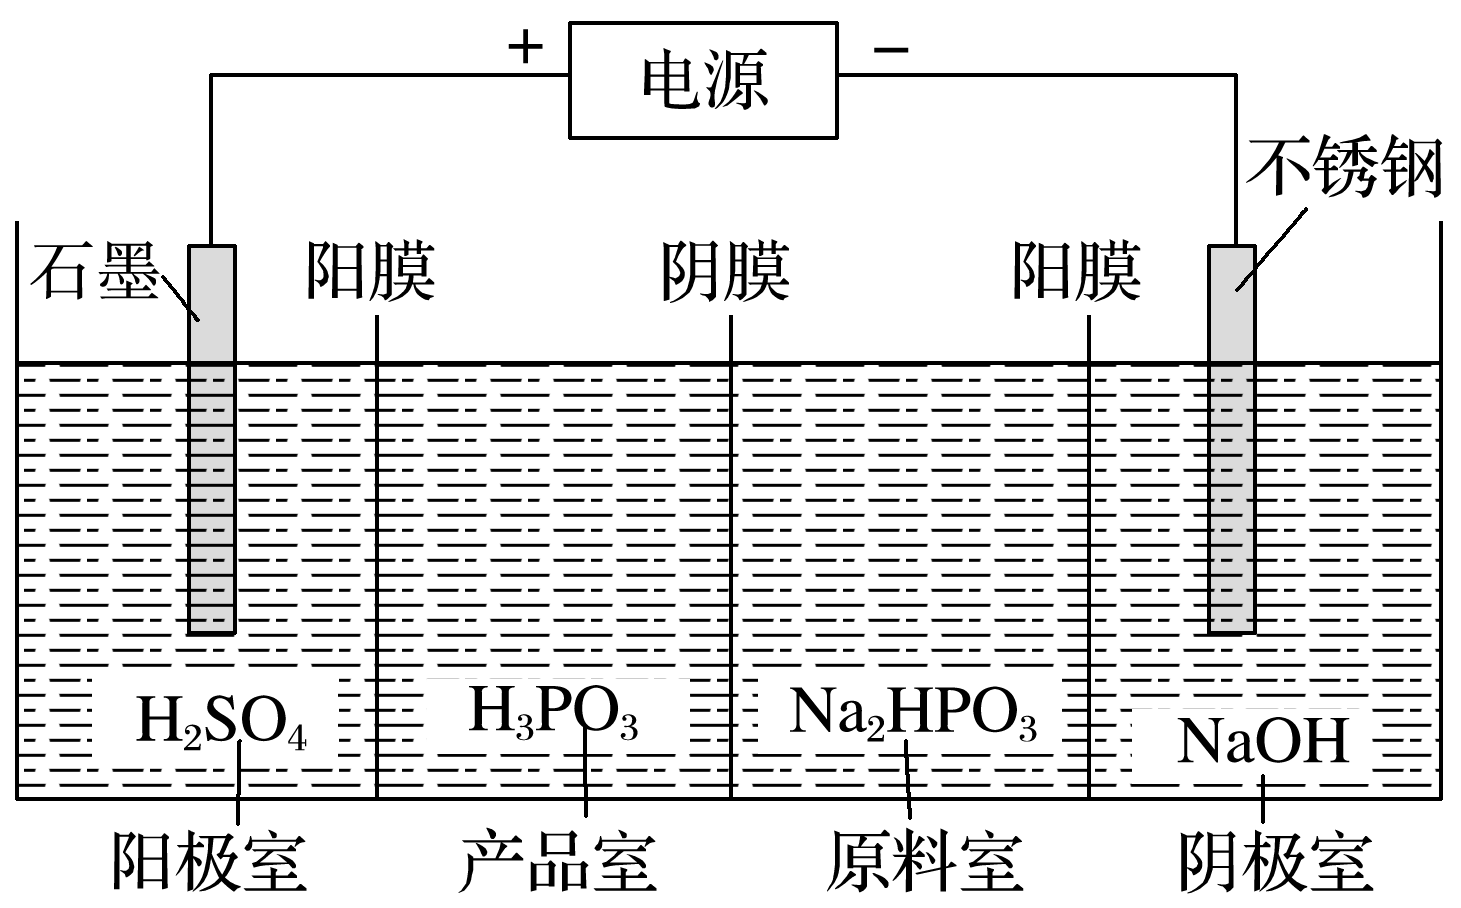 + 电源 −
不锈钢
石墨 阳膜 阴膜 阳膜
H₂SO₄ H₃PO₃ Na₂HPO₃ NaOH
阳极室 产品室 原料室 阴极室